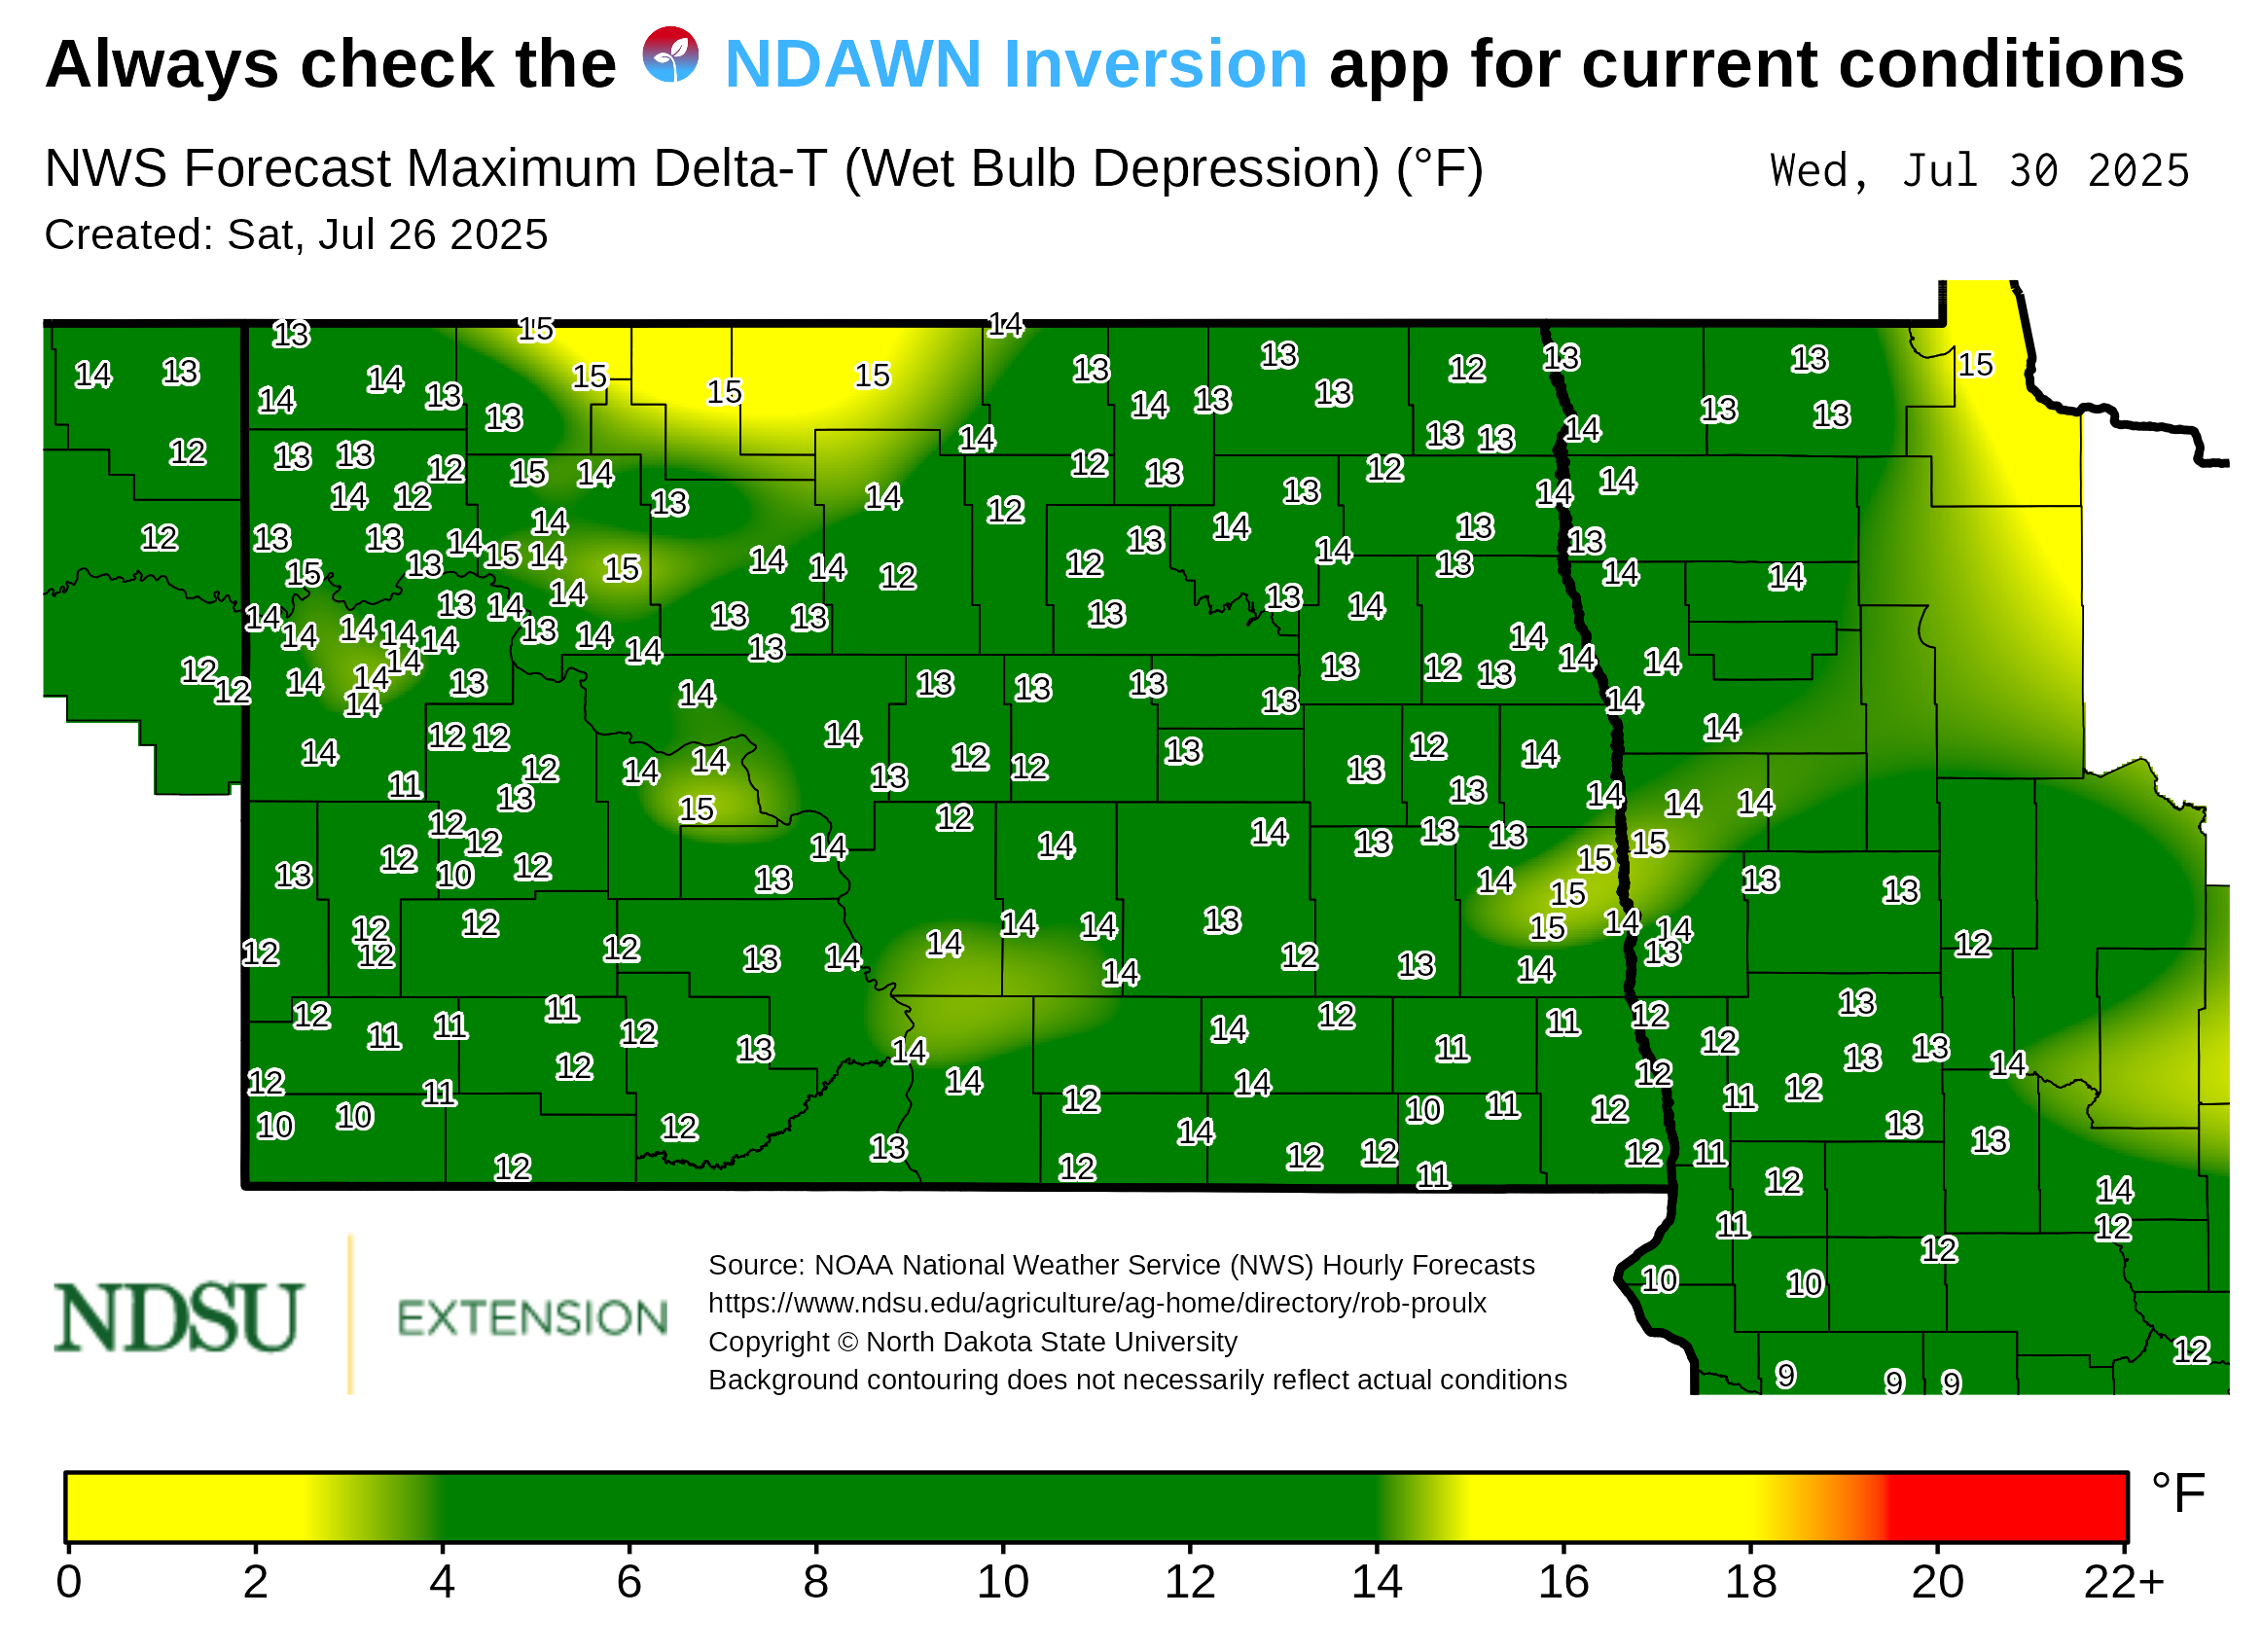 Always check the NDAWN Inversion app for current conditions
NWS Forecast Maximum Delta-T (Wet Bulb Depression) (°F) Wed, Jul 30 2025
Created: Sat, Jul 26 2025
13 15 14
14 13 14 14 13 13 15 15 15 13 14 13 13 13 12 13 13 13 13 15
12 13 13 12 15 14 14 12 13 13 13 12 14
14 12 13 14 12 13 12 14 14 13 14
12 13 13 14 15 14 14 15 14 14 12 13 12 14 13 13 13
15 13 14 13 14 14 14 13 13 13 13 14 14 14
14 14 14 14 14 13 14 14 13 14 14 14
12 12 14 14 14 14 13 14 13 13 13 13 13 12 13 14 14
14 12 12 14 12 12 13 12 14 14
11 12 13 14 14 15 13 12 13 13 14 14 14
12 12 12 10 12 14 14 14 13 13 13 15 15
13 13 14 15 13 13
12 12 12 12 12 13 14 14 14 14 13 12 13 15 14 14 13 12
14 14
12 11 11 11 12 13 14 14 12 11 11 12 12 13
12 12 14 14 12 13 13 14
10 10 11 12 13 12 14 10 11 12 11 12 13
12 12 12 12 11 12 11 12 13 14
11 12 12
10 10
12
9 9 9
NDSU EXTENSION
Source: NOAA National Weather Service (NWS) Hourly Forecasts
https://www.ndsu.edu/agriculture/ag-home/directory/rob-proulx
Copyright © North Dakota State University
Background contouring does not necessarily reflect actual conditions
°F
0 2 4 6 8 10 12 14 16 18 20 22+